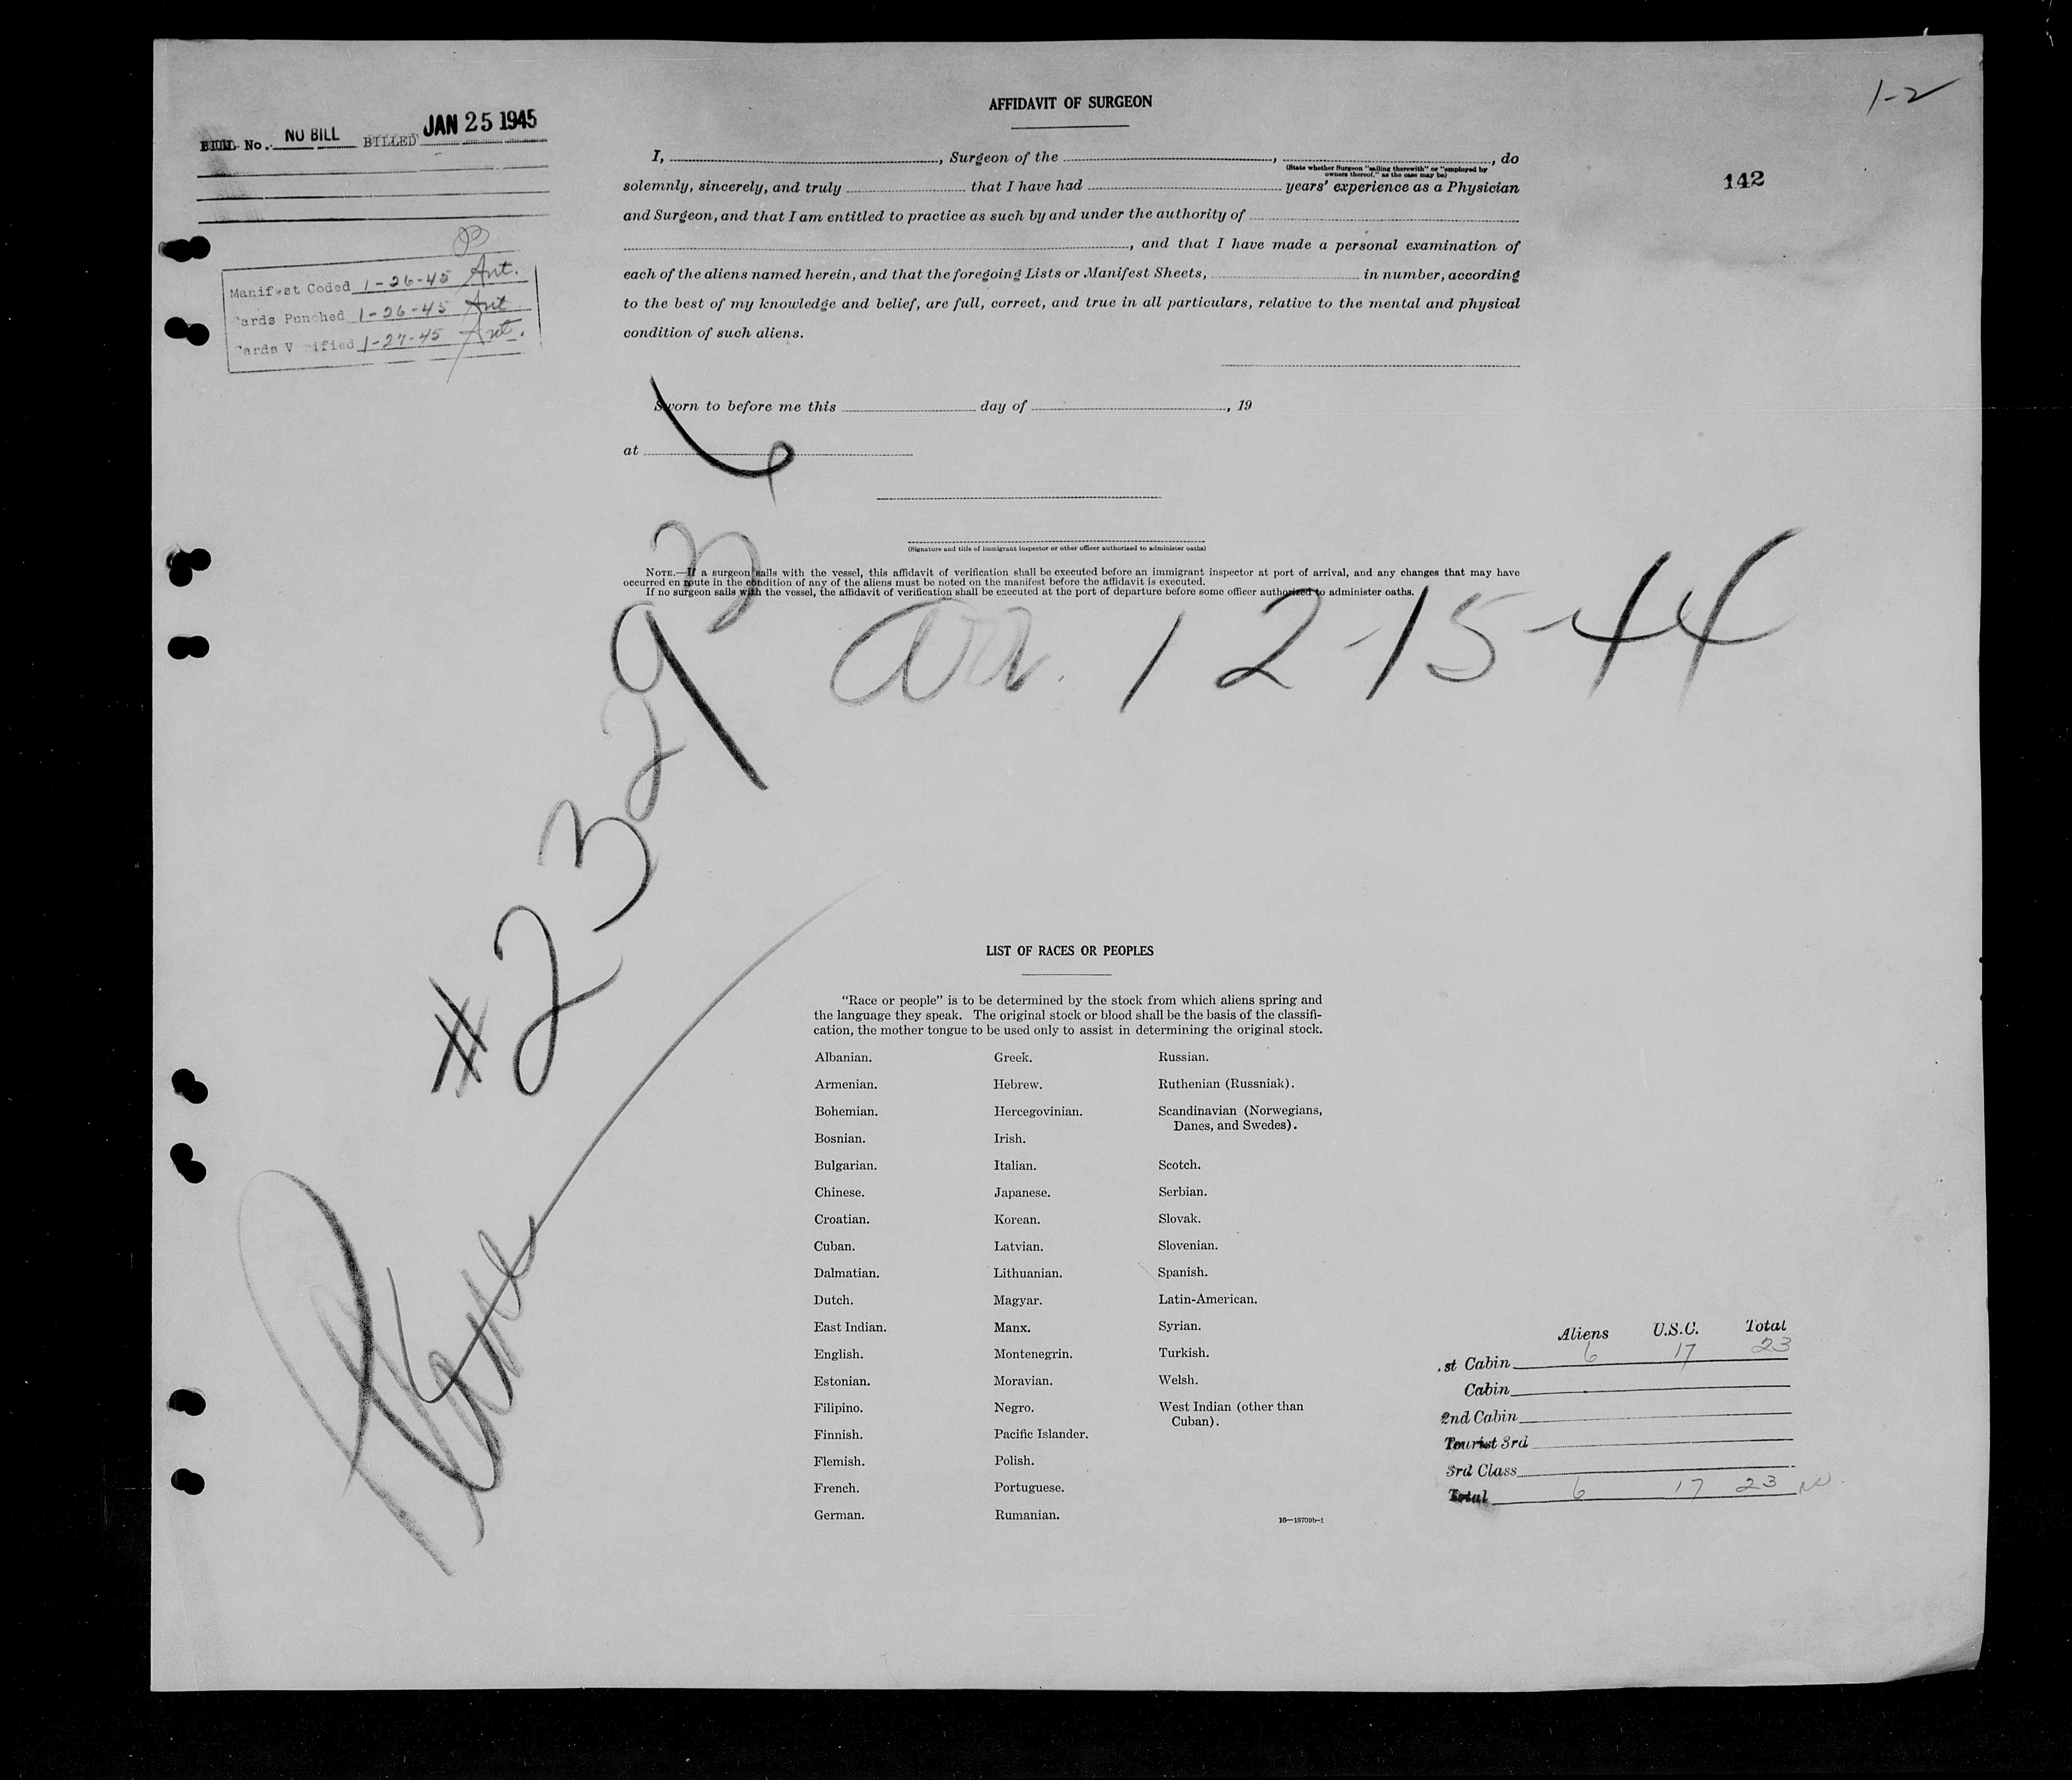 1-2
AFFIDAVIT OF SURGEON
BILL No. NO BILL BILLED JAN 25 1945
142
I, , Surgeon of the , , do
(State whether Surgeon "sailing therewith" or "employed by
owners thereof," as the case may be)
solemnly, sincerely, and truly that I have had years' experience as a Physician
and Surgeon, and that I am entitled to practice as such by and under the authority of
, and that I have made a personal examination of
each of the aliens named herein, and that the foregoing Lists or Manifest Sheets, in number, according
to the best of my knowledge and belief, are full, correct, and true in all particulars, relative to the mental and physical
condition of such aliens.
Manifest Coded 1-26-45 Ant.
Cards Punched 1-26-45 Ant
Cards Verified 1-27-45 Ant.
Sworn to before me this day of , 19
at
(Signature and title of immigrant inspector or other officer authorized to administer oaths)
NOTE.—If a surgeon sails with the vessel, this affidavit of verification shall be executed before an immigrant inspector at port of arrival, and any changes that may have
occurred en route in the condition of any of the aliens must be noted on the manifest before the affidavit is executed.
If no surgeon sails with the vessel, the affidavit of verification shall be executed at the port of departure before some officer authorized to administer oaths.
12-15-44
#23293
Plane
LIST OF RACES OR PEOPLES
"Race or people" is to be determined by the stock from which aliens spring and
the language they speak. The original stock or blood shall be the basis of the classifi-
cation, the mother tongue to be used only to assist in determining the original stock.
Albanian.
Armenian.
Bohemian.
Bosnian.
Bulgarian.
Chinese.
Croatian.
Cuban.
Dalmatian.
Dutch.
East Indian.
English.
Estonian.
Filipino.
Finnish.
Flemish.
French.
German.
Greek.
Hebrew.
Hercegovinian.
Irish.
Italian.
Japanese.
Korean.
Latvian.
Lithuanian.
Magyar.
Manx.
Montenegrin.
Moravian.
Negro.
Pacific Islander.
Polish.
Portuguese.
Rumanian.
Russian.
Ruthenian (Russniak).
Scandinavian (Norwegians,
Danes, and Swedes).
Scotch.
Serbian.
Slovak.
Slovenian.
Spanish.
Latin-American.
Syrian.
Turkish.
Welsh.
West Indian (other than
Cuban).
16—18700b-1
Aliens U.S.C. Total
st Cabin 6 17 23
Cabin
2nd Cabin
Tourist 3rd
3rd Class
Total 6 17 23